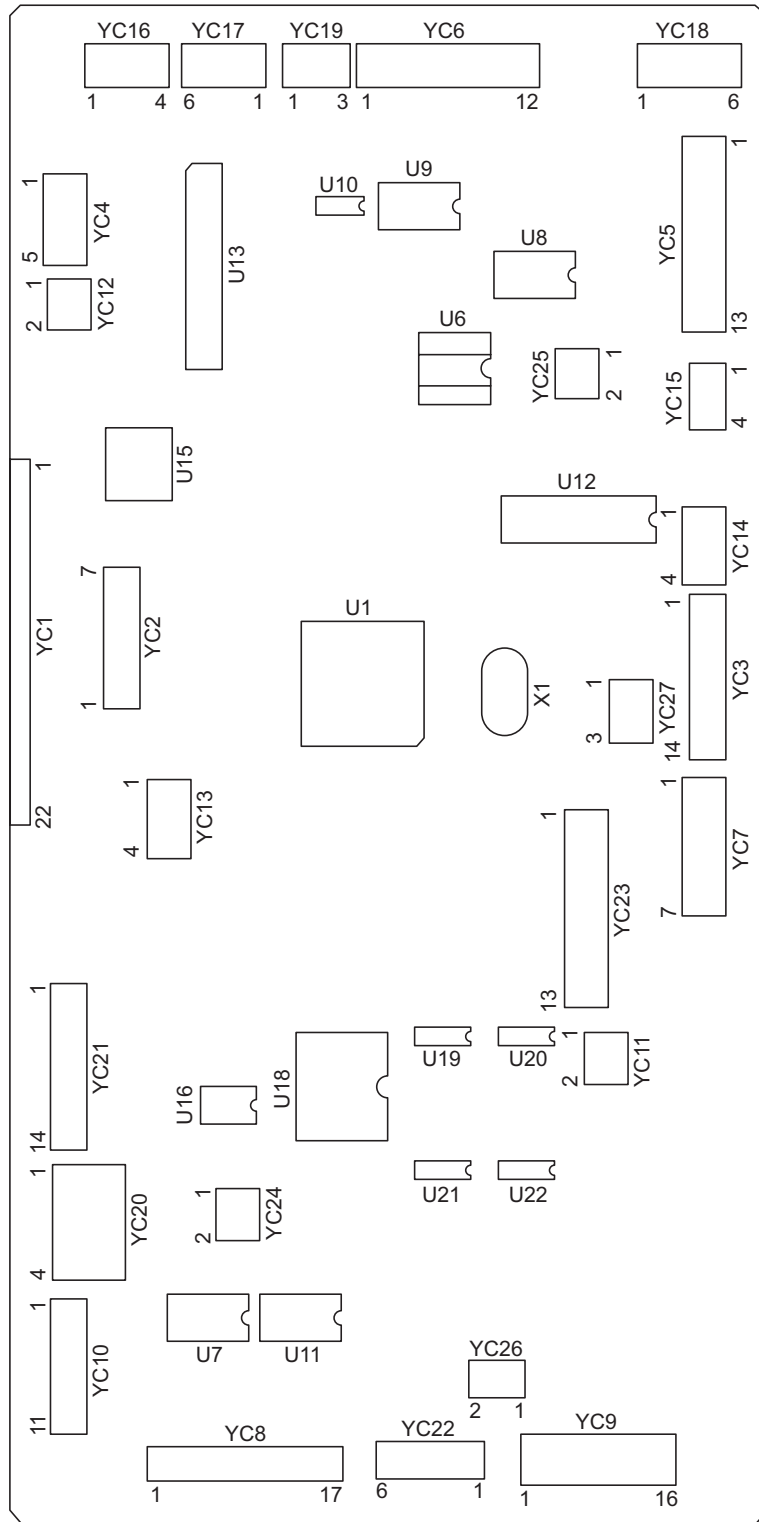 YC16 YC17 YC19 YC6 YC18
1 4 6 1 1 3 1 12 1 6
1 5 YC4
1 2 YC12
U13
U10 U9
U8
U6
YC5 1 13
YC25 1 2
YC15 1 4
U15
YC1 1 22
U12
1 4 YC14
7 1 YC2
U1
X1
1 3 YC27
1 14 YC3
1 4 YC13
1 7 YC7
1 13 YC23
1 14 YC21
U16
U18
U19 U20
1 2 YC11
U21 U22
1 4 YC20
1 2 YC24
U7 U11
1 11 YC10
YC26
2 1
YC8 YC22 YC9
1 17 6 1 1 16